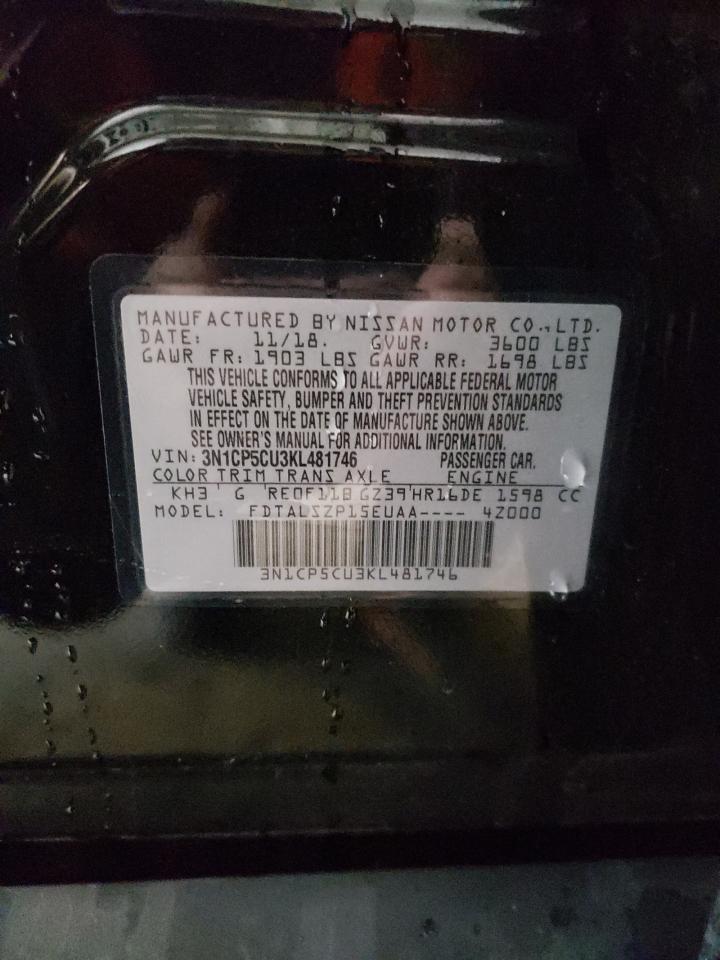 MANUFACTURED BY NISSAN MOTOR CO.,LTD.
DATE: 11/18. GVWR: 3600 LBS
GAWR FR: 1903 LBS GAWR RR: 1698 LBS
THIS VEHICLE CONFORMS TO ALL APPLICABLE FEDERAL MOTOR
VEHICLE SAFETY, BUMPER AND THEFT PREVENTION STANDARDS
IN EFFECT ON THE DATE OF MANUFACTURE SHOWN ABOVE.
SEE OWNER'S MANUAL FOR ADDITIONAL INFORMATION.
VIN: 3N1CP5CU3KL481746 PASSENGER CAR.
COLOR TRIM TRANS AXLE ENGINE
KH3 G RE0F11B GZ39 HR16DE 1598 CC
MODEL: FDTALSZP15EUAA---- 4Z000
3N1CP5CU3KL481746